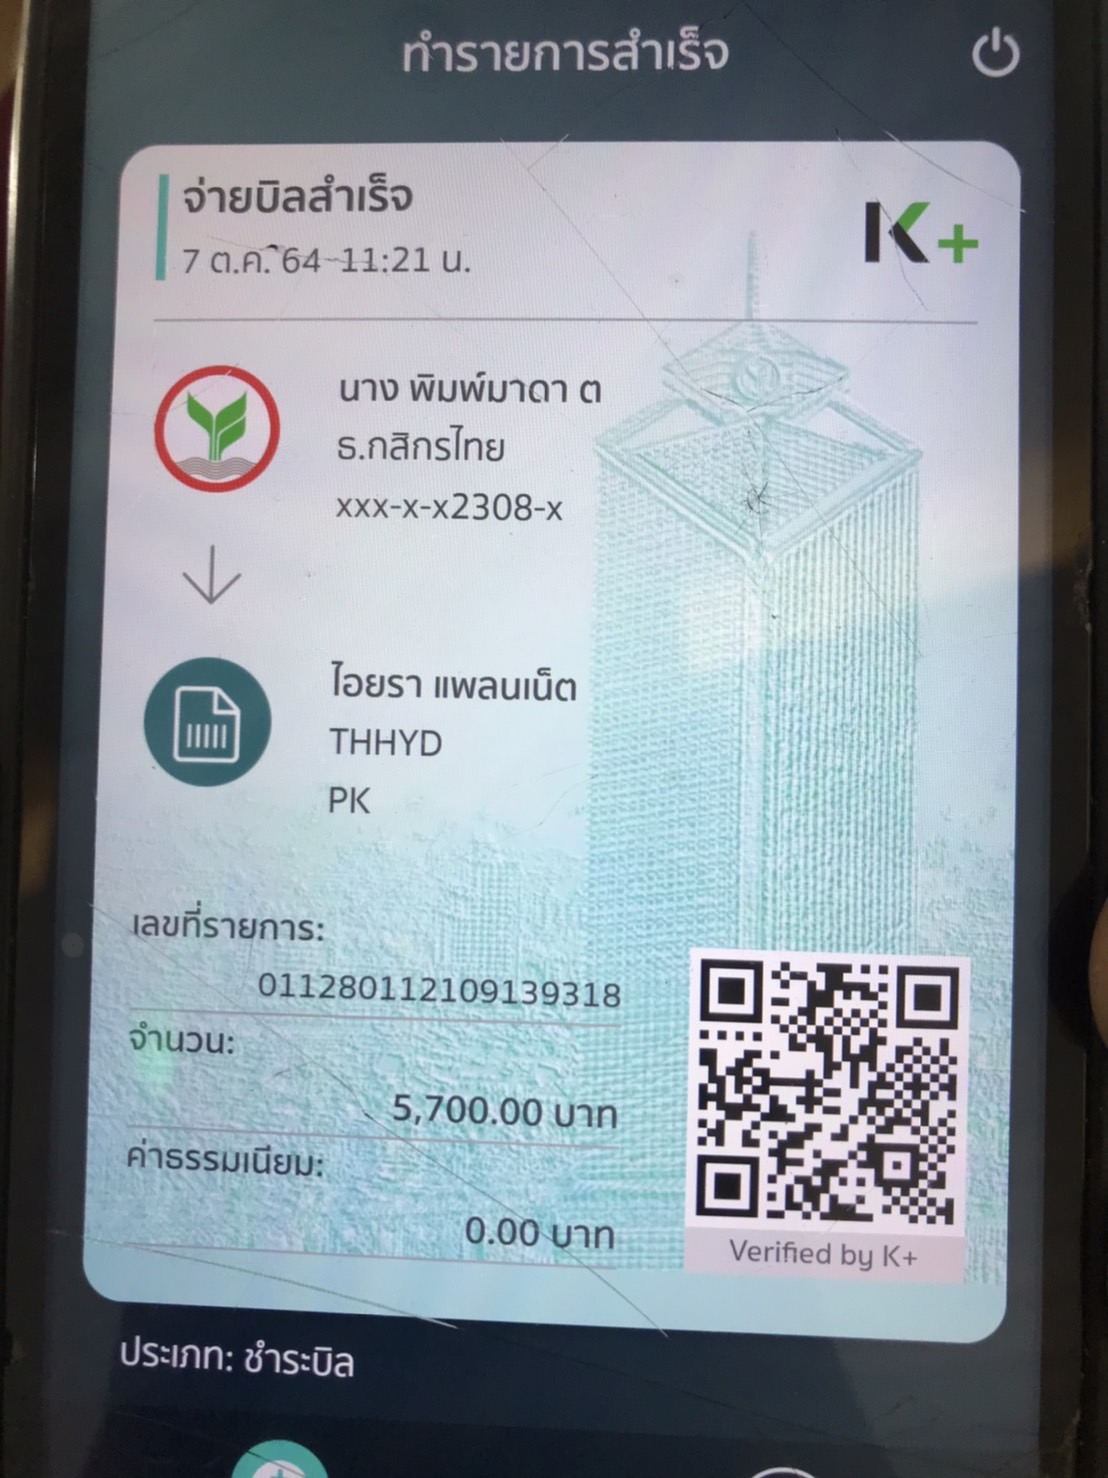 ทำรายการสำเร็จ
จ่ายบิลสำเร็จ
7 ต.ค. 64 11:21 น.
K+
นาง พิมพ์มาดา ต
ธ.กสิกรไทย
xxx-x-x2308-x
ไอยรา แพลนเน็ต
THHYD
PK
เลขที่รายการ:
011280112109139318
จำนวน:
5,700.00 บาท
ค่าธรรมเนียม:
0.00 บาท
Verified by K+
ประเภท: ชำระบิล